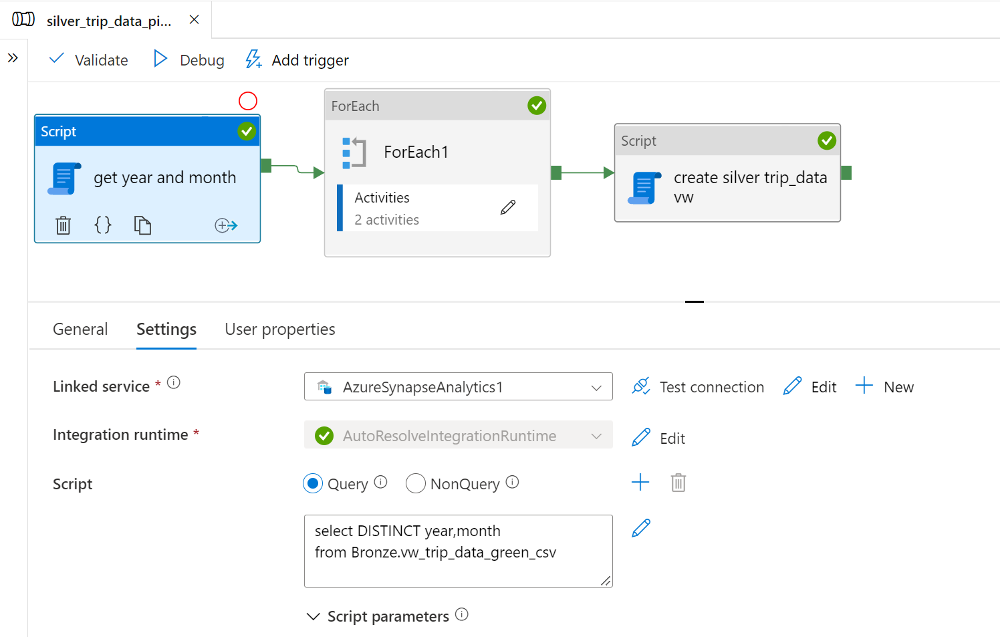 silver_trip_data_pi...
Validate
Debug
Add trigger
Script
get year and month
ForEach
ForEach1
Activities
2 activities
Script
create silver trip_data
vw
General
Settings
User properties
Linked service *
AzureSynapseAnalytics1
Test connection
Edit
New
Integration runtime *
AutoResolveIntegrationRuntime
Edit
Script
Query
NonQuery
select DISTINCT year,month
from Bronze.vw_trip_data_green_csv
Script parameters